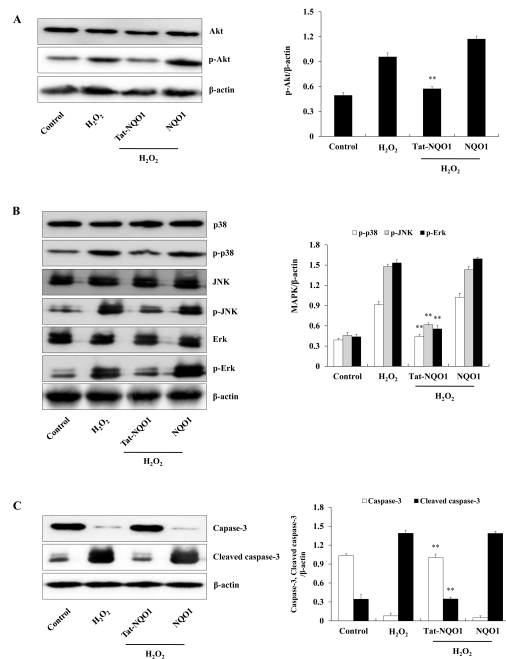 A
Akt
p-Akt
β-actin
Control
H2O2
Tat-NQO1
NQO1
H2O2
p-Akt/β-actin
1.5
1.2
0.9
0.6
0.3
0
**
Control
H2O2
Tat-NQO1
NQO1
H2O2
B
p38
p-p38
JNK
p-JNK
Erk
p-Erk
β-actin
Control
H2O2
Tat-NQO1
NQO1
H2O2
p-p38 p-JNK p-Erk
MAPK/β-actin
1.8
1.5
1.2
0.9
0.6
0.3
0
** ** **
Control
H2O2
Tat-NQO1
NQO1
H2O2
C
Capase-3
Cleaved caspase-3
β-actin
Control
H2O2
Tat-NQO1
NQO1
H2O2
Caspase-3 Cleaved caspase-3
Caspase-3, Cleaved caspase-3
/β-actin
1.8
1.5
1.2
0.9
0.6
0.3
0
**
**
Control
H2O2
Tat-NQO1
NQO1
H2O2